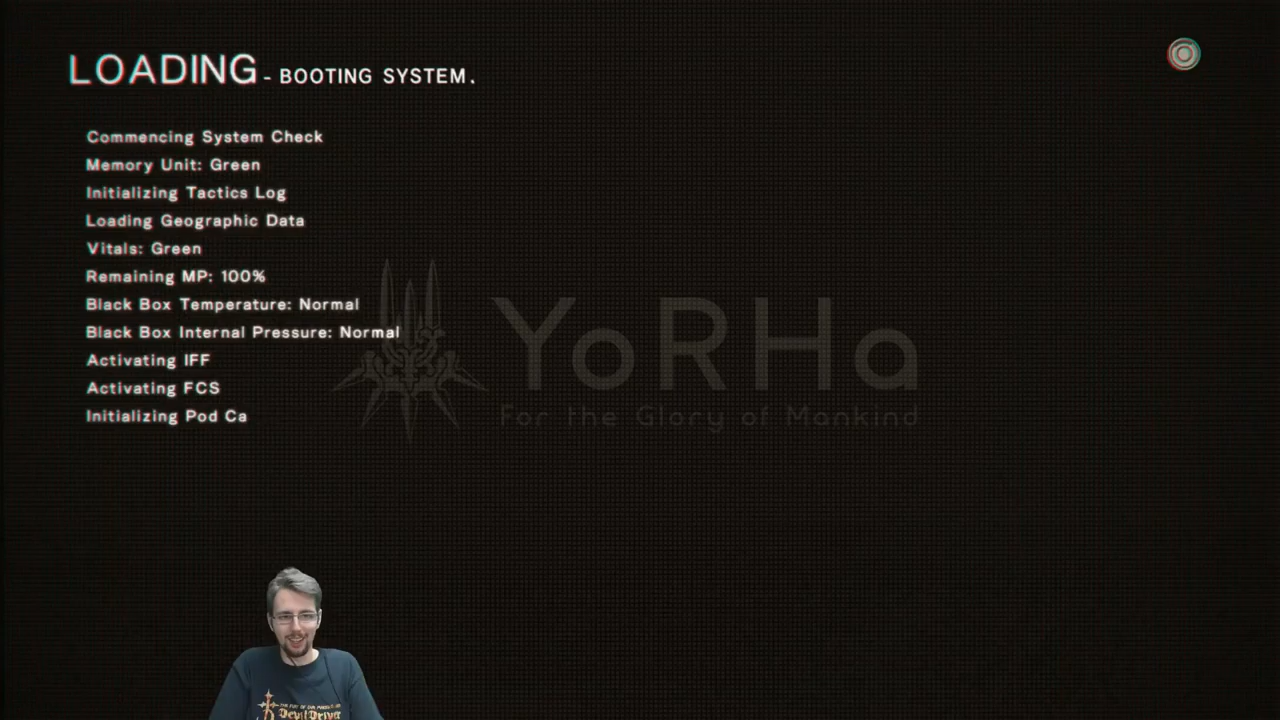 LOADING - BOOTING SYSTEM.
Commencing System Check
Memory Unit: Green
Initializing Tactics Log
Loading Geographic Data
Vitals: Green
Remaining MP: 100%
Black Box Temperature: Normal
Black Box Internal Pressure: Normal
Activating IFF
Activating FCS
Initializing Pod Ca
YoRHa
For the Glory of Mankind
DevilDriver